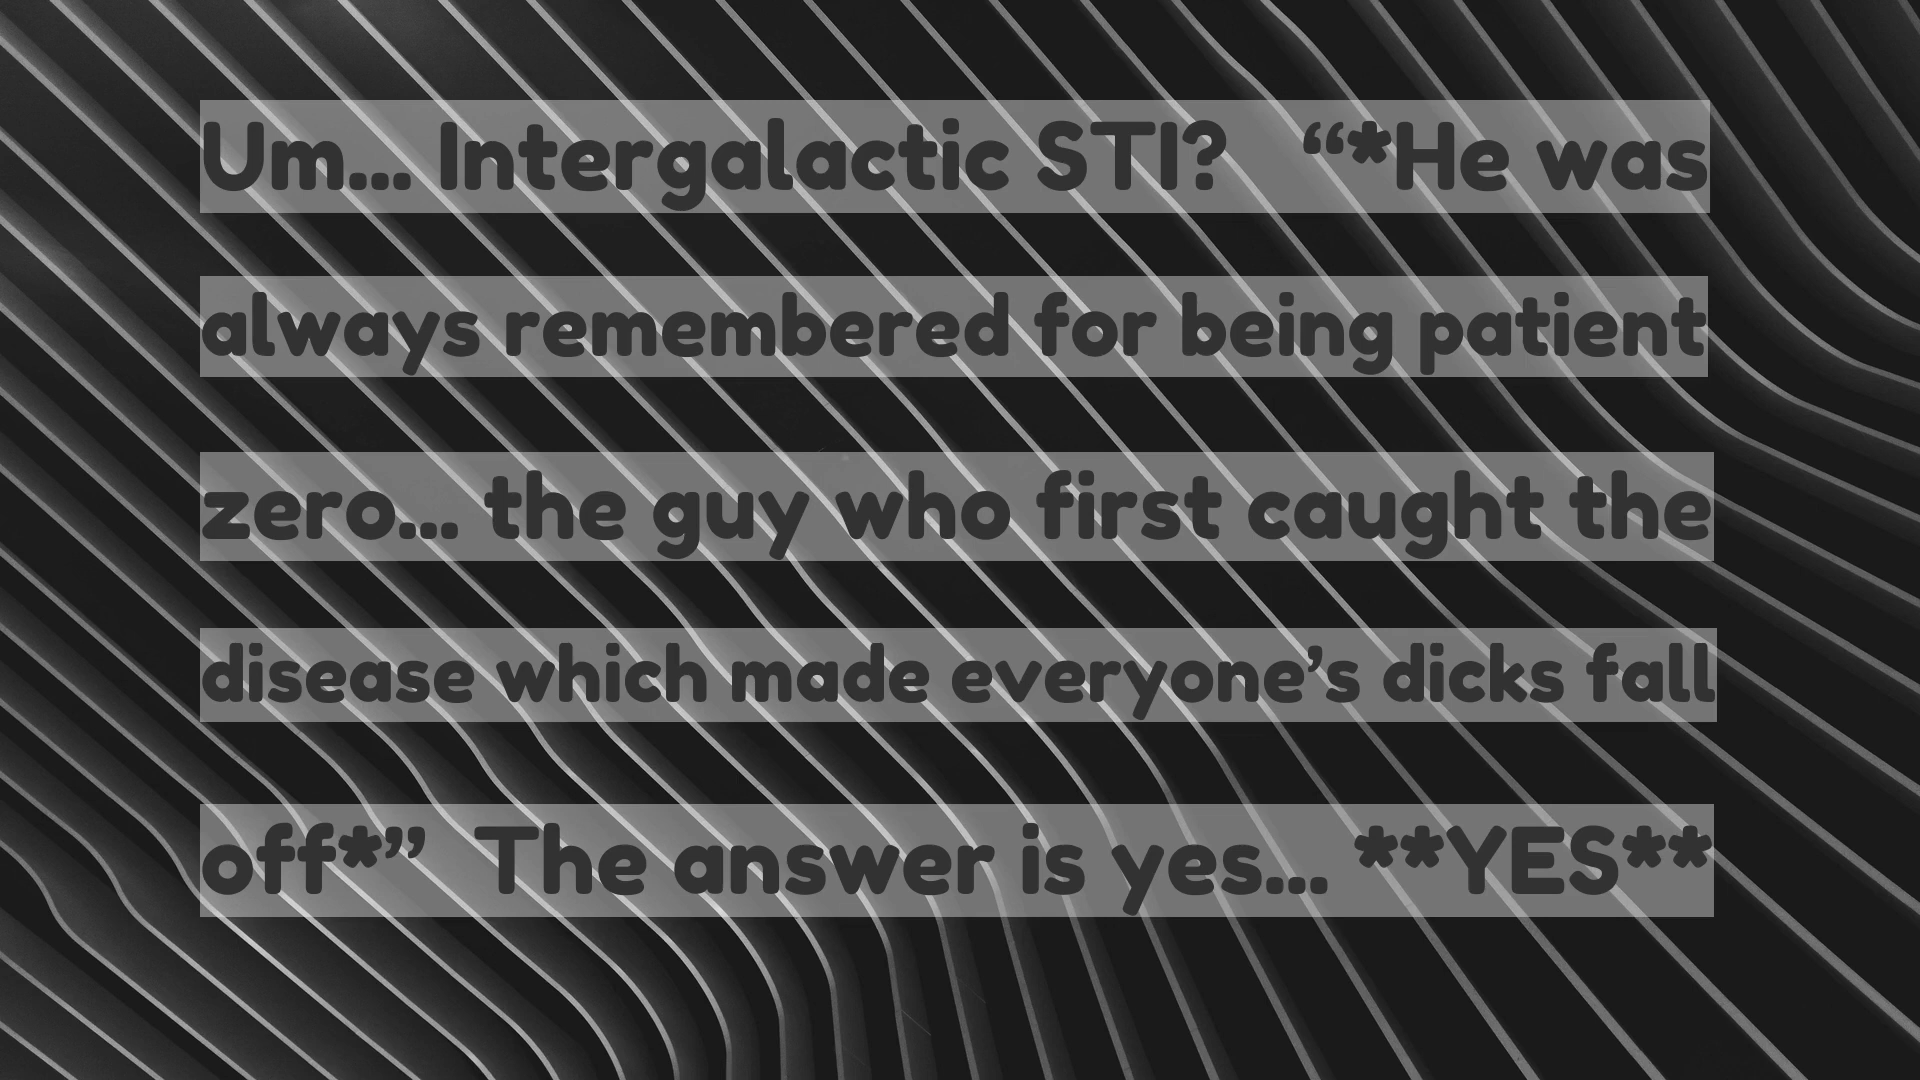 Um... Intergalactic STI? “*He was
always remembered for being patient
zero... the guy who first caught the
disease which made everyone’s dicks fall
off*” The answer is yes... **YES**